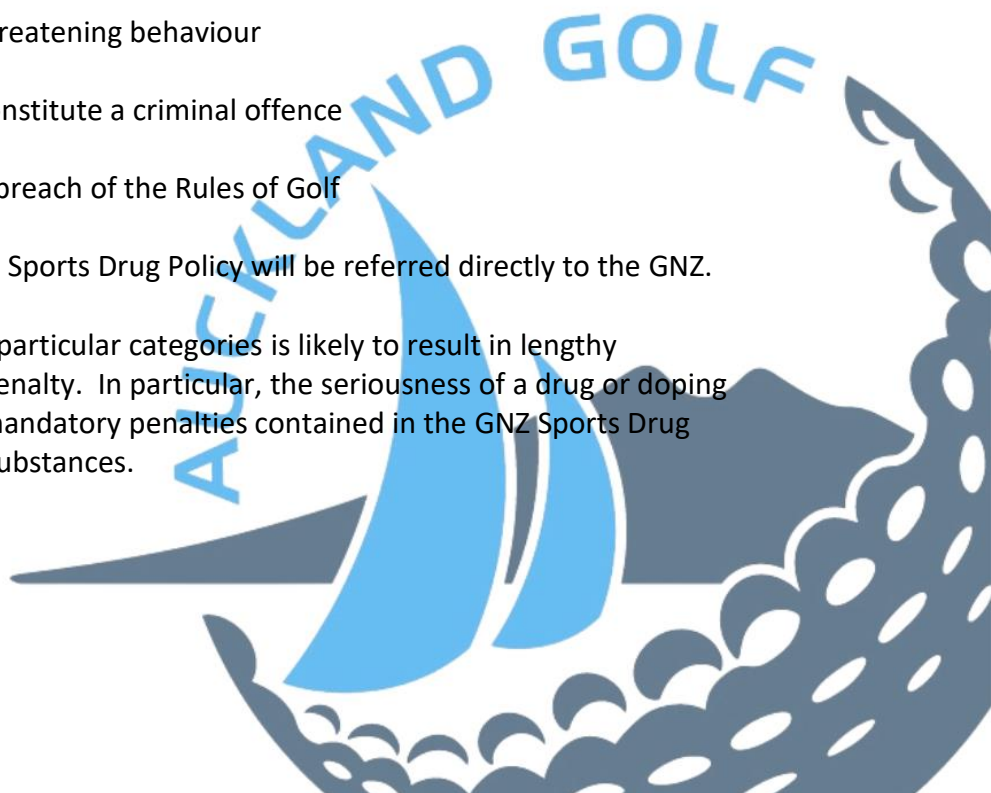 AUCKLAND GOLF
reatening behaviour
nstitute a criminal offence
breach of the Rules of Golf
Sports Drug Policy will be referred directly to the GNZ.
particular categories is likely to result in lengthy
enalty.  In particular, the seriousness of a drug or doping
nandatory penalties contained in the GNZ Sports Drug
ubstances.